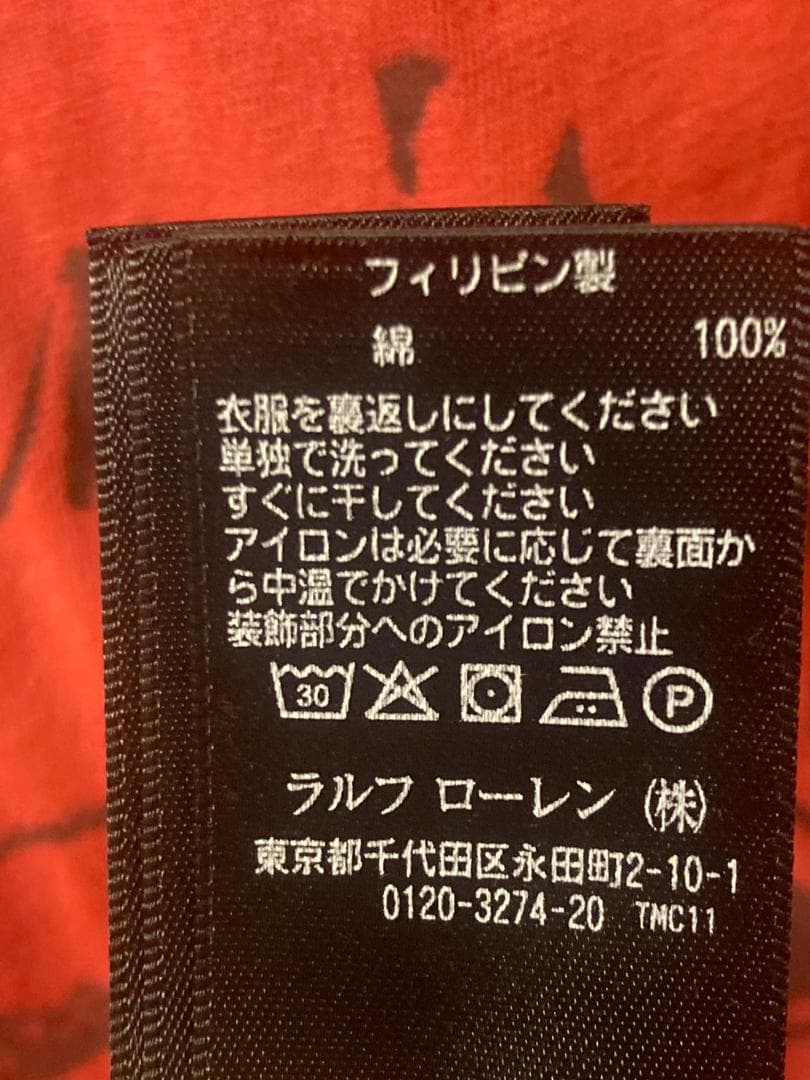 フィリピン製
綿 100%
衣服を裏返しにしてください
単独で洗ってください
すぐに干してください
アイロンは必要に応じて裏面か
ら中温でかけてください
装飾部分へのアイロン禁止
30 P
ラルフ ローレン (株)
東京都千代田区永田町2-10-1
0120-3274-20 TMC11